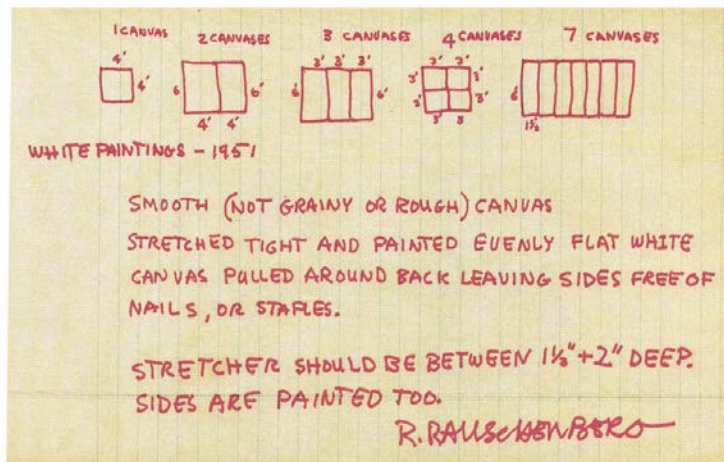 1 CANVAS 2 CANVASES 3 CANVASES 4 CANVASES 7 CANVASES
4' 3' 3' 3' 3' 3'
4' 6 6' 6 6' 3' 3' 6'
3' 3'
4' 4' 3' 3 1½
WHITE PAINTINGS - 1951
SMOOTH (NOT GRAINY OR ROUGH) CANVAS
STRETCHED TIGHT AND PAINTED EVENLY FLAT WHITE
CANVAS PULLED AROUND BACK LEAVING SIDES FREE OF
NAILS, OR STAPLES.
STRETCHER SHOULD BE BETWEEN 1½"+2" DEEP.
SIDES ARE PAINTED TOO.
R. RAUSCHENBERG